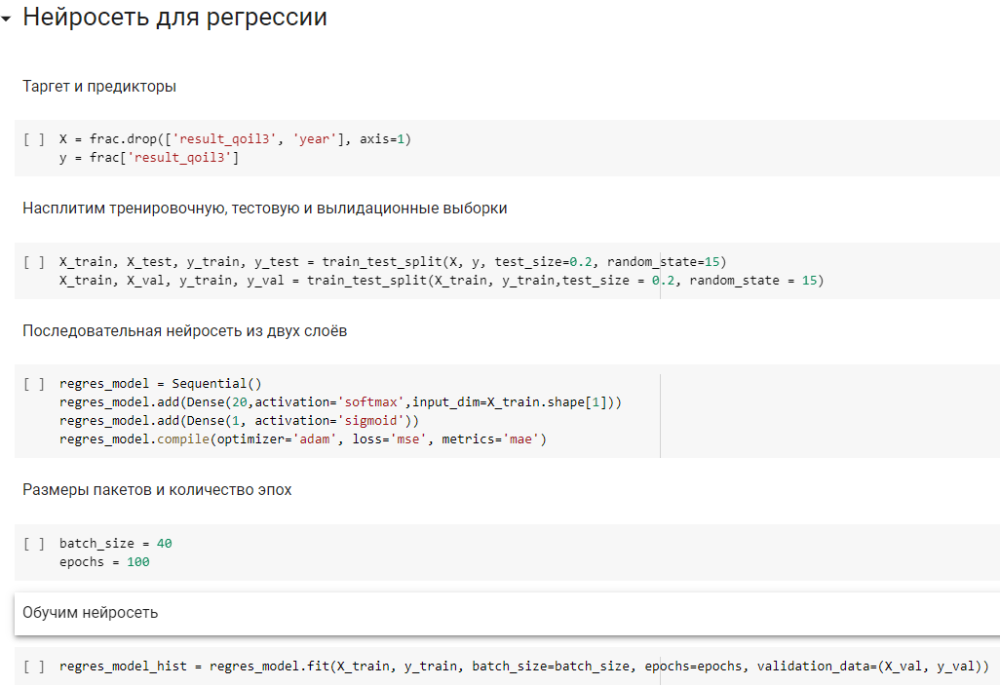 Нейросеть для регрессии
Таргет и предикторы
[ ] X = frac.drop(['result_qoil3', 'year'], axis=1)
y = frac['result_qoil3']
Насплитим тренировочную, тестовую и вылидационные выборки
[ ] X_train, X_test, y_train, y_test = train_test_split(X, y, test_size=0.2, random_state=15)
X_train, X_val, y_train, y_val = train_test_split(X_train, y_train,test_size = 0.2, random_state = 15)
Последовательная нейросеть из двух слоёв
[ ] regres_model = Sequential()
regres_model.add(Dense(20,activation='softmax',input_dim=X_train.shape[1]))
regres_model.add(Dense(1, activation='sigmoid'))
regres_model.compile(optimizer='adam', loss='mse', metrics='mae')
Размеры пакетов и количество эпох
[ ] batch_size = 40
epochs = 100
Обучим нейросеть
[ ] regres_model_hist = regres_model.fit(X_train, y_train, batch_size=batch_size, epochs=epochs, validation_data=(X_val, y_val))